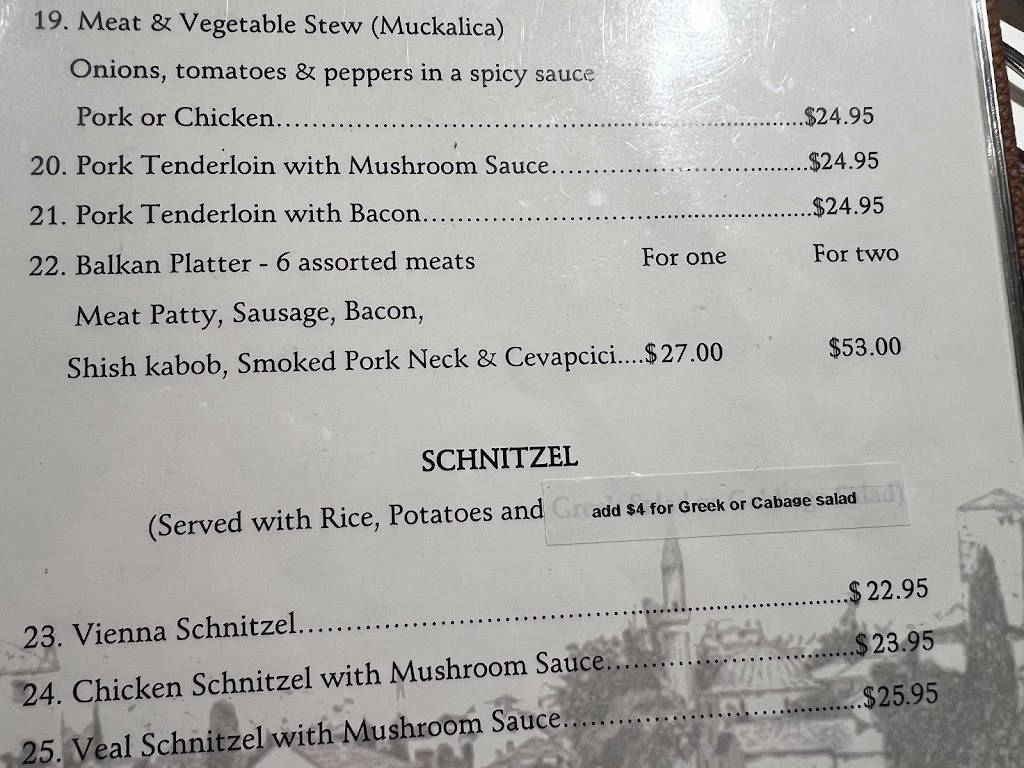 19. Meat & Vegetable Stew (Muckalica)
Onions, tomatoes & peppers in a spicy sauce
Pork or Chicken..........................................................$24.95
20. Pork Tenderloin with Mushroom Sauce..............................$24.95
21. Pork Tenderloin with Bacon.............................................$24.95
22. Balkan Platter - 6 assorted meats For one For two
Meat Patty, Sausage, Bacon,
Shish kabob, Smoked Pork Neck & Cevapcici....$27.00 $53.00
SCHNITZEL
(Served with Rice, Potatoes and add $4 for Greek or Cabage salad
23. Vienna Schnitzel..........................................................$22.95
24. Chicken Schnitzel with Mushroom Sauce..........................$23.95
25. Veal Schnitzel with Mushroom Sauce...............................$25.95